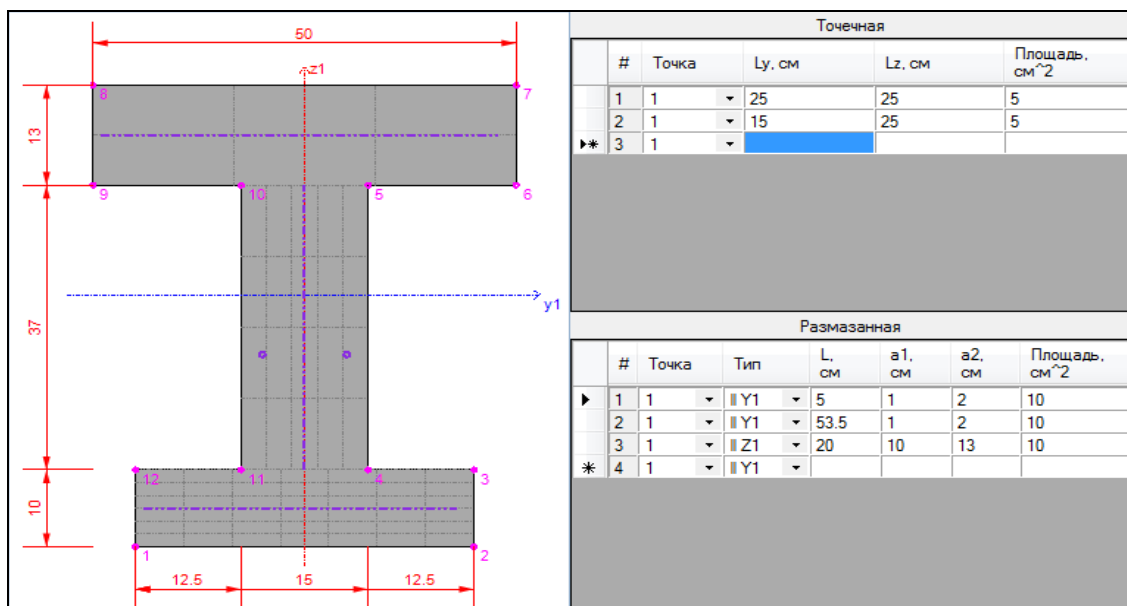 50
z1
8
7
13
9
10
5
6
y1
37
12
11
4
3
10
1
2
12.5 15 12.5
Точечная
# Точка Ly, см Lz, см Площадь, см^2
1 1 25 25 5
2 1 15 25 5
3 1
Размазанная
# Точка Тип L, см a1, см a2, см Площадь, см^2
1 1 || Y1 5 1 2 10
2 1 || Y1 53.5 1 2 10
3 1 || Z1 20 10 13 10
4 1 || Y1